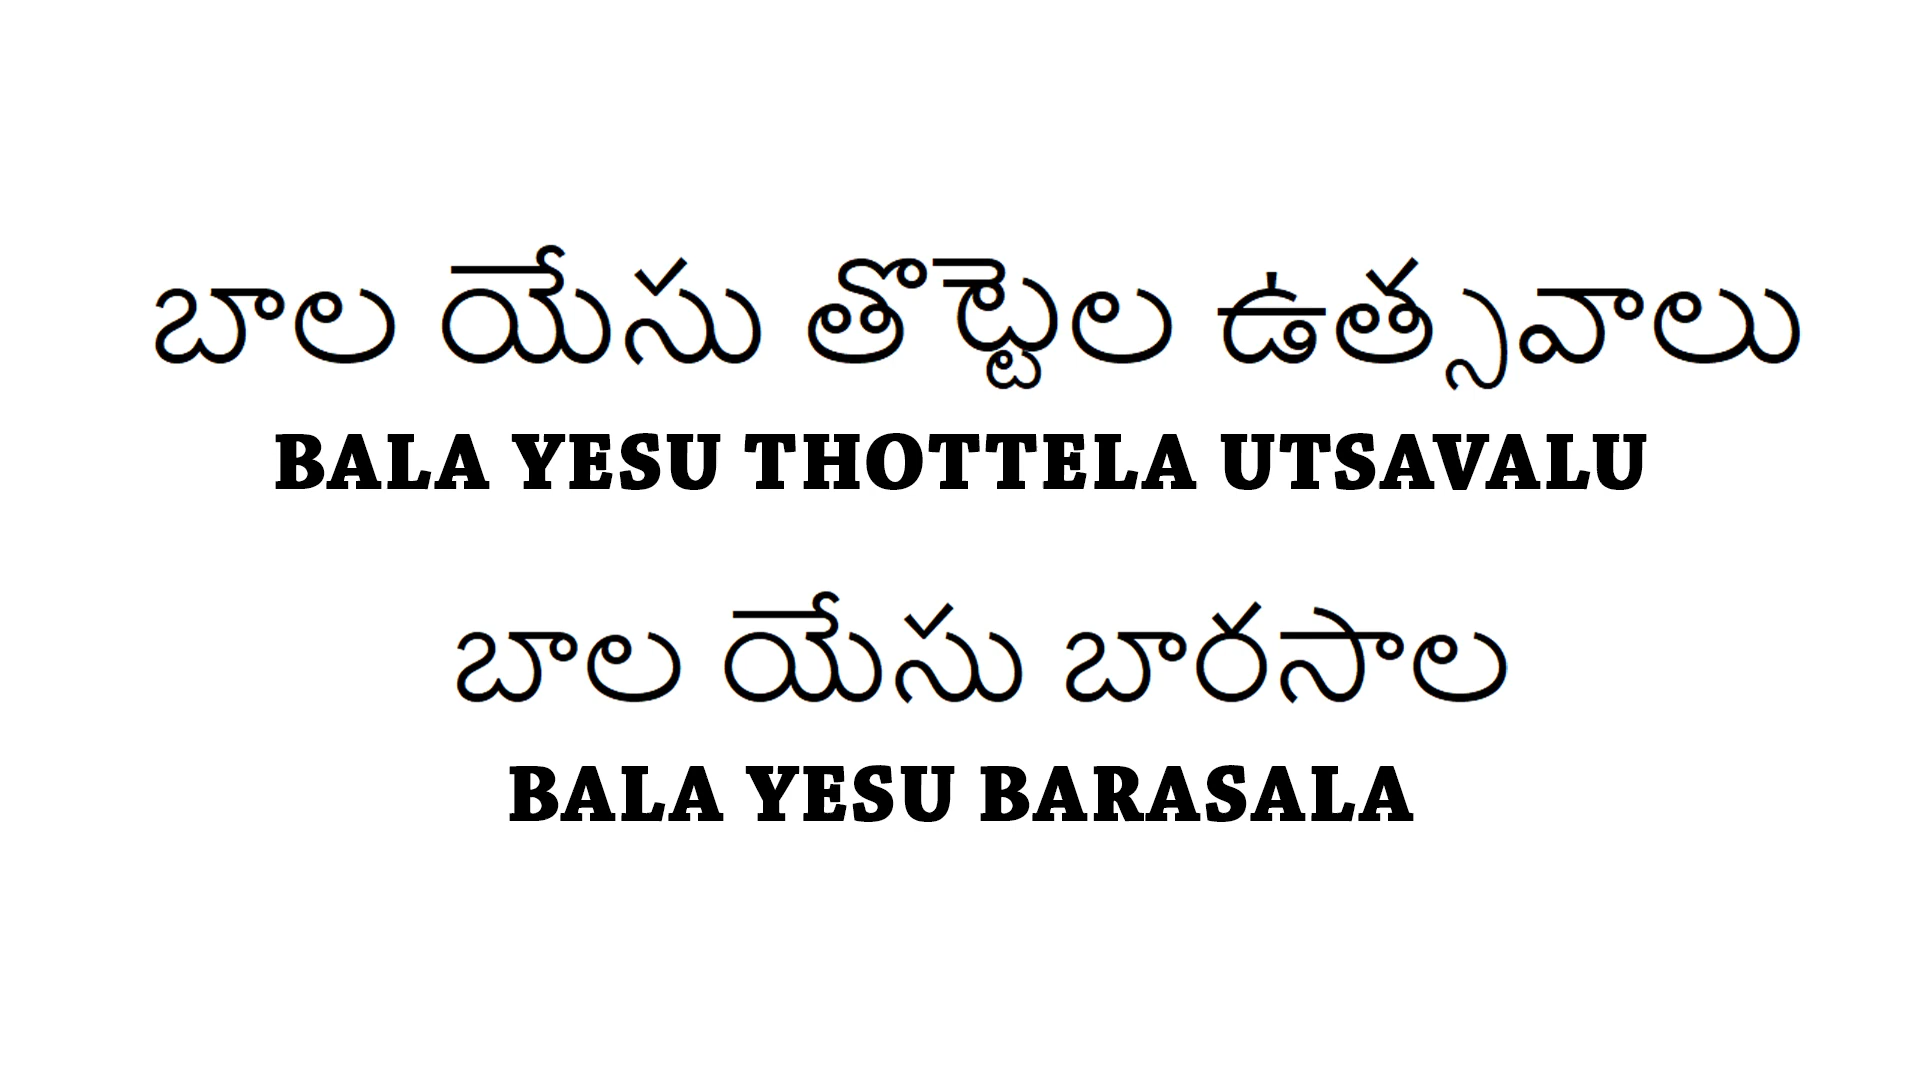 బాల యేసు తొట్టెల ఉత్సవాలు
BALA YESU THOTTELA UTSAVALU
బాల యేసు బారసాల
BALA YESU BARASALA